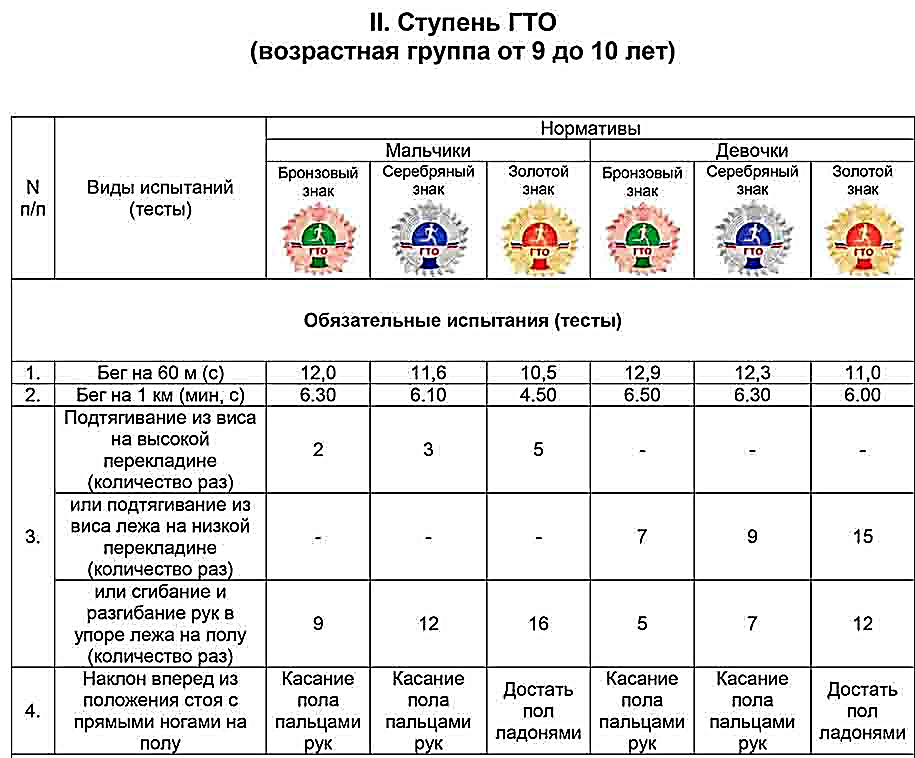 II. Ступень ГТО
(возрастная группа от 9 до 10 лет)
N п/п
Виды испытаний (тесты)
Нормативы
Мальчики
Девочки
Бронзовый знак
Серебряный знак
Золотой знак
Бронзовый знак
Серебряный знак
Золотой знак
ГТО
ГТО
ГТО
ГТО
ГТО
ГТО
Обязательные испытания (тесты)
1. Бег на 60 м (с) 12,0 11,6 10,5 12,9 12,3 11,0
2. Бег на 1 км (мин, с) 6.30 6.10 4.50 6.50 6.30 6.00
3.
Подтягивание из виса
на высокой
перекладине
(количество раз)
2 3 5 - - -
или подтягивание из
виса лежа на низкой
перекладине
(количество раз)
- - - 7 9 15
или сгибание и
разгибание рук в
упоре лежа на полу
(количество раз)
9 12 16 5 7 12
4.
Наклон вперед из
положения стоя с
прямыми ногами на
полу
Касание
пола
пальцами
рук
Касание
пола
пальцами
рук
Достать
пол
ладонями
Касание
пола
пальцами
рук
Касание
пола
пальцами
рук
Достать
пол
ладонями